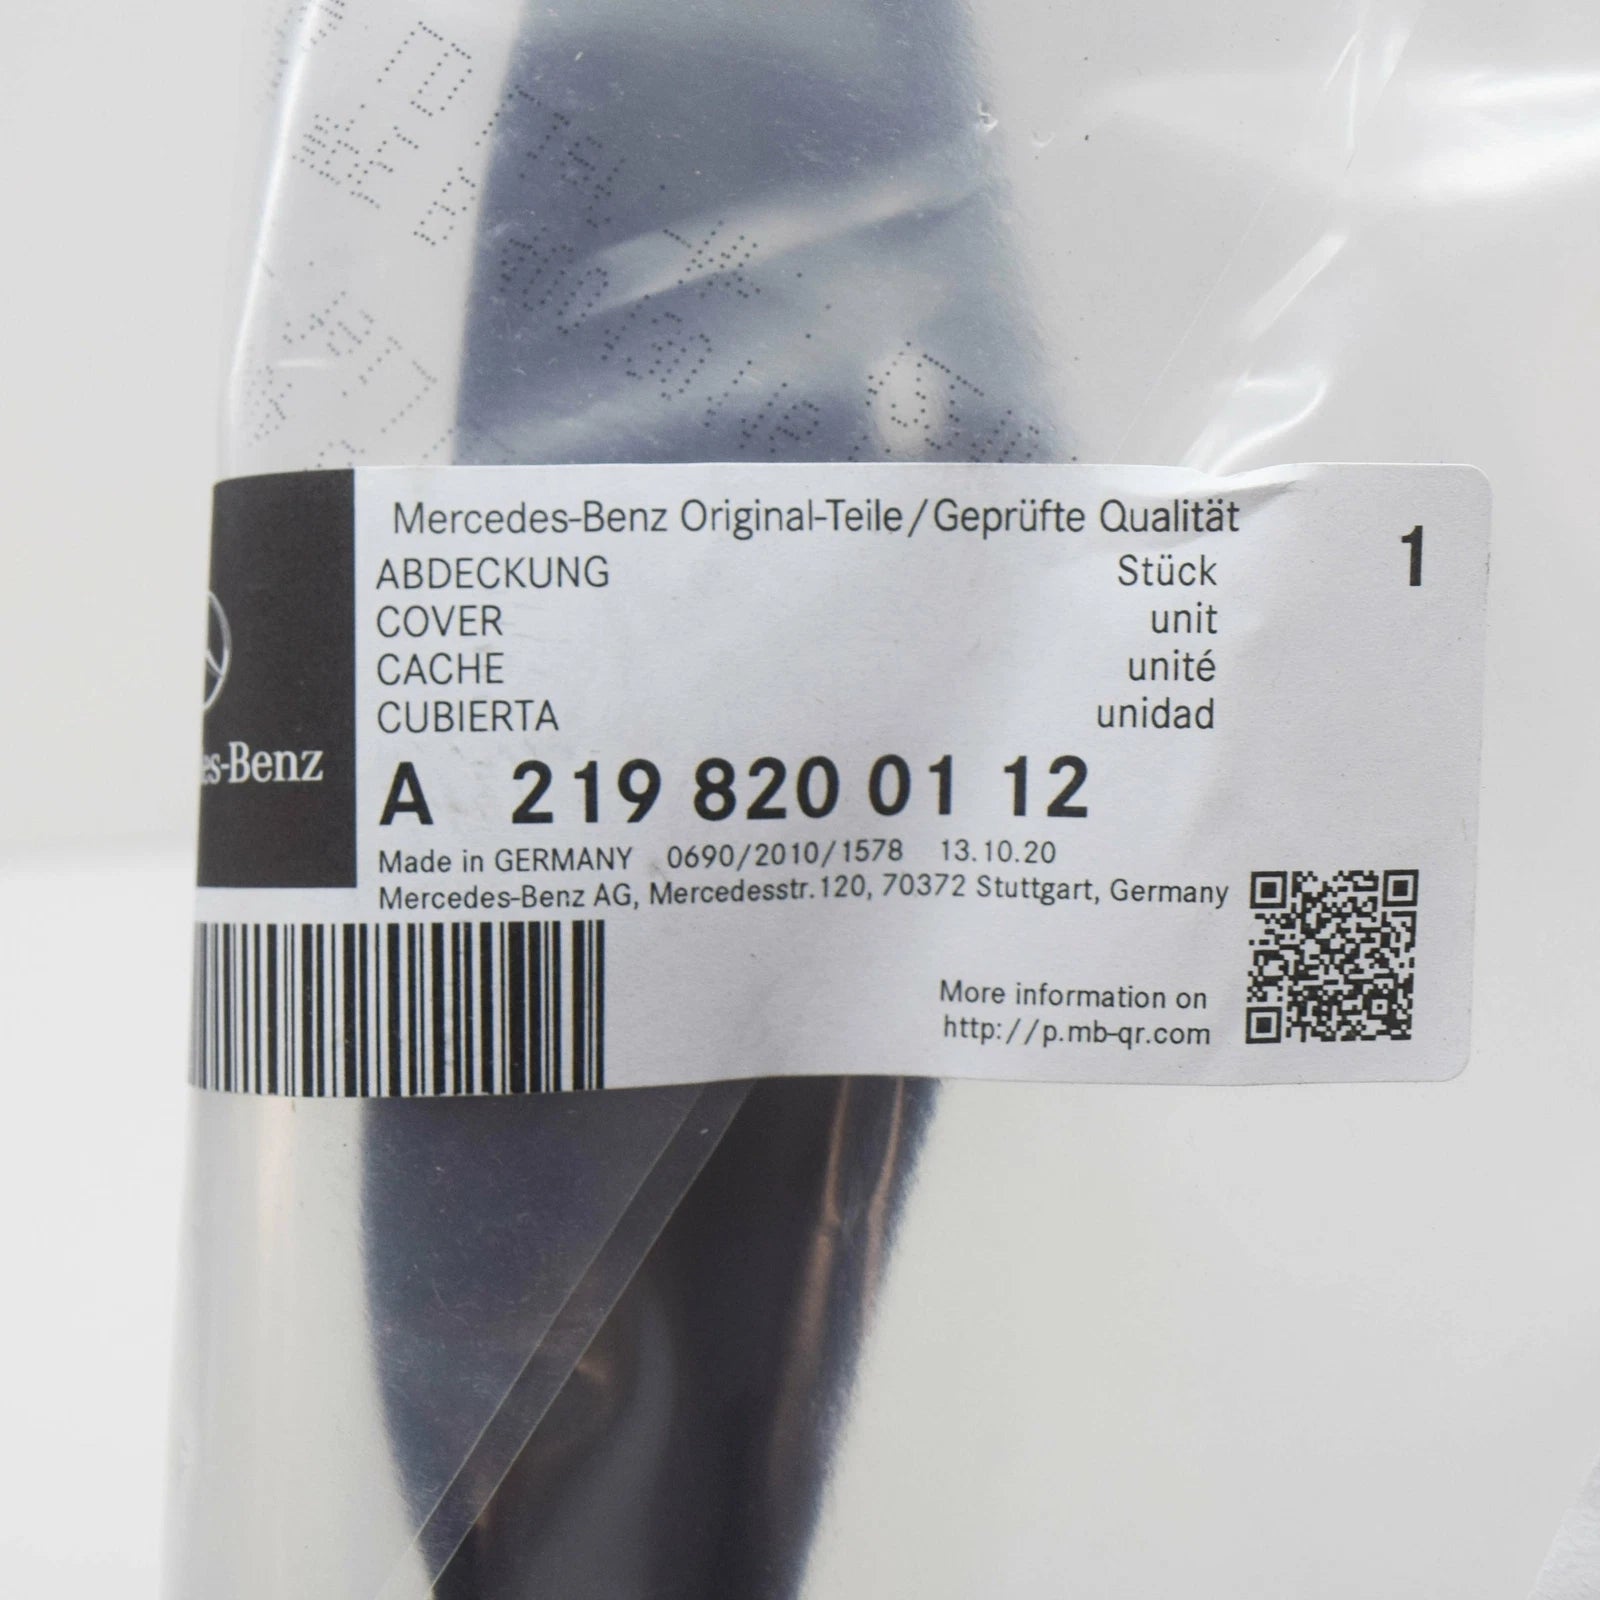 Mercedes-Benz Original-Teile/Geprüfte Qualität
ABDECKUNG Stück 1
COVER unit
CACHE unité
CUBIERTA unidad
es-Benz
A 219 820 01 12
Made in GERMANY 0690/2010/1578 13.10.20
Mercedes-Benz AG, Mercedesstr.120, 70372 Stuttgart, Germany
More information on
http://p.mb-qr.com